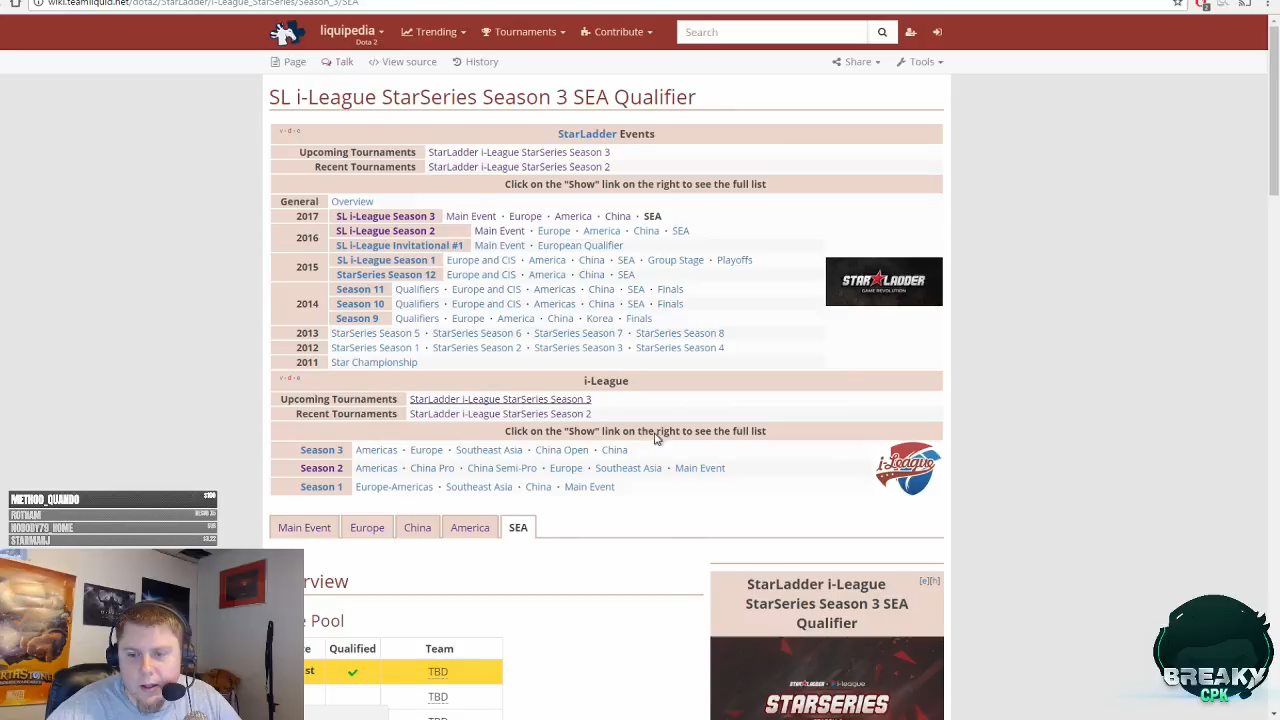 wiki.teamliquid.net/dota2/StarLadder/i-League_StarSeries/Season_3/SEA
liquipedia
Dota 2
Trending
Tournaments
Contribute
Search
Page Talk View source History Share Tools
SL i-League StarSeries Season 3 SEA Qualifier
StarLadder Events
Upcoming Tournaments StarLadder i-League StarSeries Season 3
Recent Tournaments StarLadder i-League StarSeries Season 2
Click on the "Show" link on the right to see the full list
General Overview
2017 SL i-League Season 3 Main Event · Europe · America · China · SEA
2016 SL i-League Season 2 Main Event · Europe · America · China · SEA
SL i-League Invitational #1 Main Event · European Qualifier
2015 SL i-League Season 1 Europe and CIS · America · China · SEA · Group Stage · Playoffs
StarSeries Season 12 Europe and CIS · America · China · SEA
2014 Season 11 Qualifiers · Europe and CIS · Americas · China · SEA · Finals
Season 10 Qualifiers · Europe and CIS · Americas · China · SEA · Finals
Season 9 Qualifiers · Europe · America · China · Korea · Finals
2013 StarSeries Season 5 · StarSeries Season 6 · StarSeries Season 7 · StarSeries Season 8
2012 StarSeries Season 1 · StarSeries Season 2 · StarSeries Season 3 · StarSeries Season 4
2011 Star Championship
STAR LADDER
GAME REVOLUTION
i-League
Upcoming Tournaments StarLadder i-League StarSeries Season 3
Recent Tournaments StarLadder i-League StarSeries Season 2
Click on the "Show" link on the right to see the full list
Season 3 Americas · Europe · Southeast Asia · China Open · China
Season 2 Americas · China Pro · China Semi-Pro · Europe · Southeast Asia · Main Event
Season 1 Europe-Americas · Southeast Asia · China · Main Event
i-League
Main Event Europe China America SEA
METHOD_QUANDO $100
ROTHAM
NOBODY79_HOME
STARMANJ
rview
e Pool
Qualified Team
st TBD
TBD
StarLadder i-League
StarSeries Season 3 SEA
Qualifier
[e][h]
STARLADDER i-League
STARSERIES
BREAKY
CPK